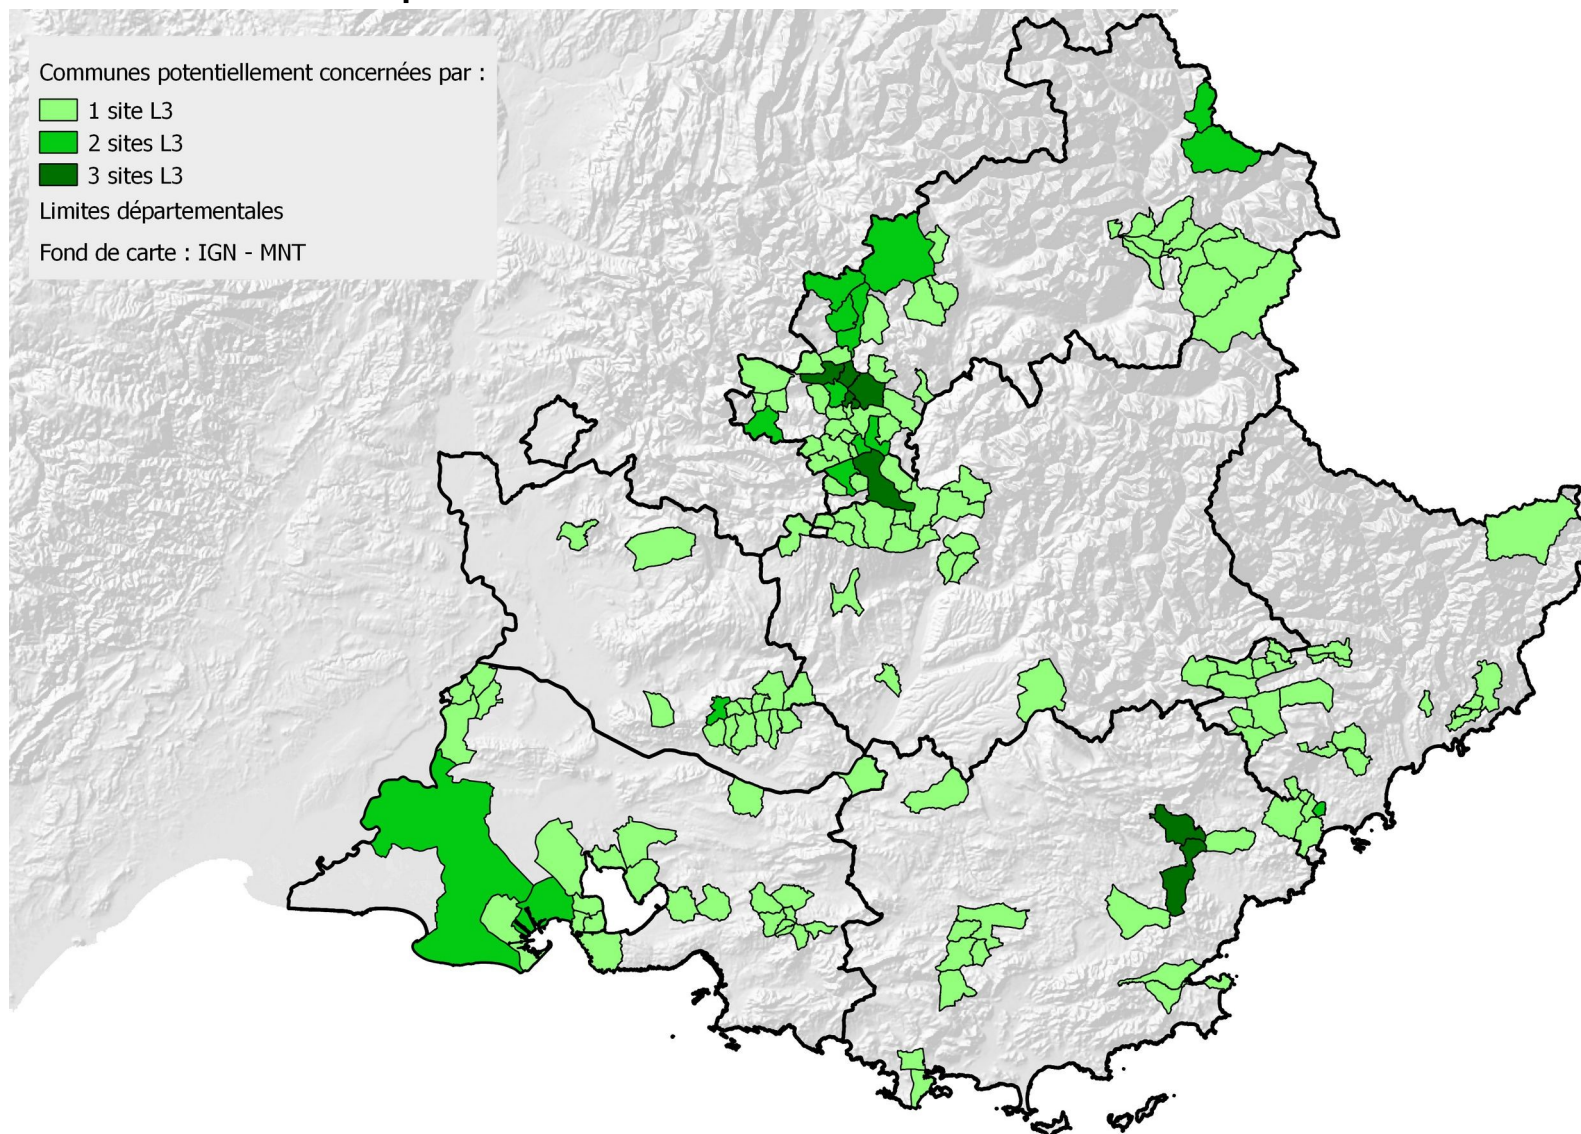 Communes potentiellement concernées par :
1 site L3
2 sites L3
3 sites L3
Limites départementales
Fond de carte : IGN - MNT